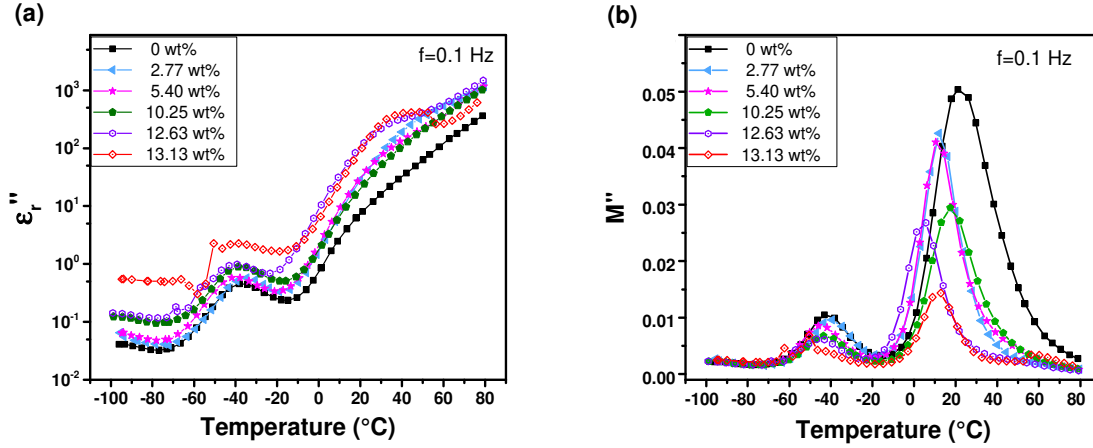 (a)
0 wt%
2.77 wt%
5.40 wt%
10.25 wt%
12.63 wt%
13.13 wt%
f=0.1 Hz
10³
10²
10¹
10⁰
10⁻¹
10⁻²
εr''
-100 -80 -60 -40 -20 0 20 40 60 80
Temperature (°C)
(b)
0 wt%
2.77 wt%
5.40 wt%
10.25 wt%
12.63 wt%
13.13 wt%
f=0.1 Hz
0.05
0.04
0.03
0.02
0.01
0.00
M''
-100 -80 -60 -40 -20 0 20 40 60 80
Temperature (°C)